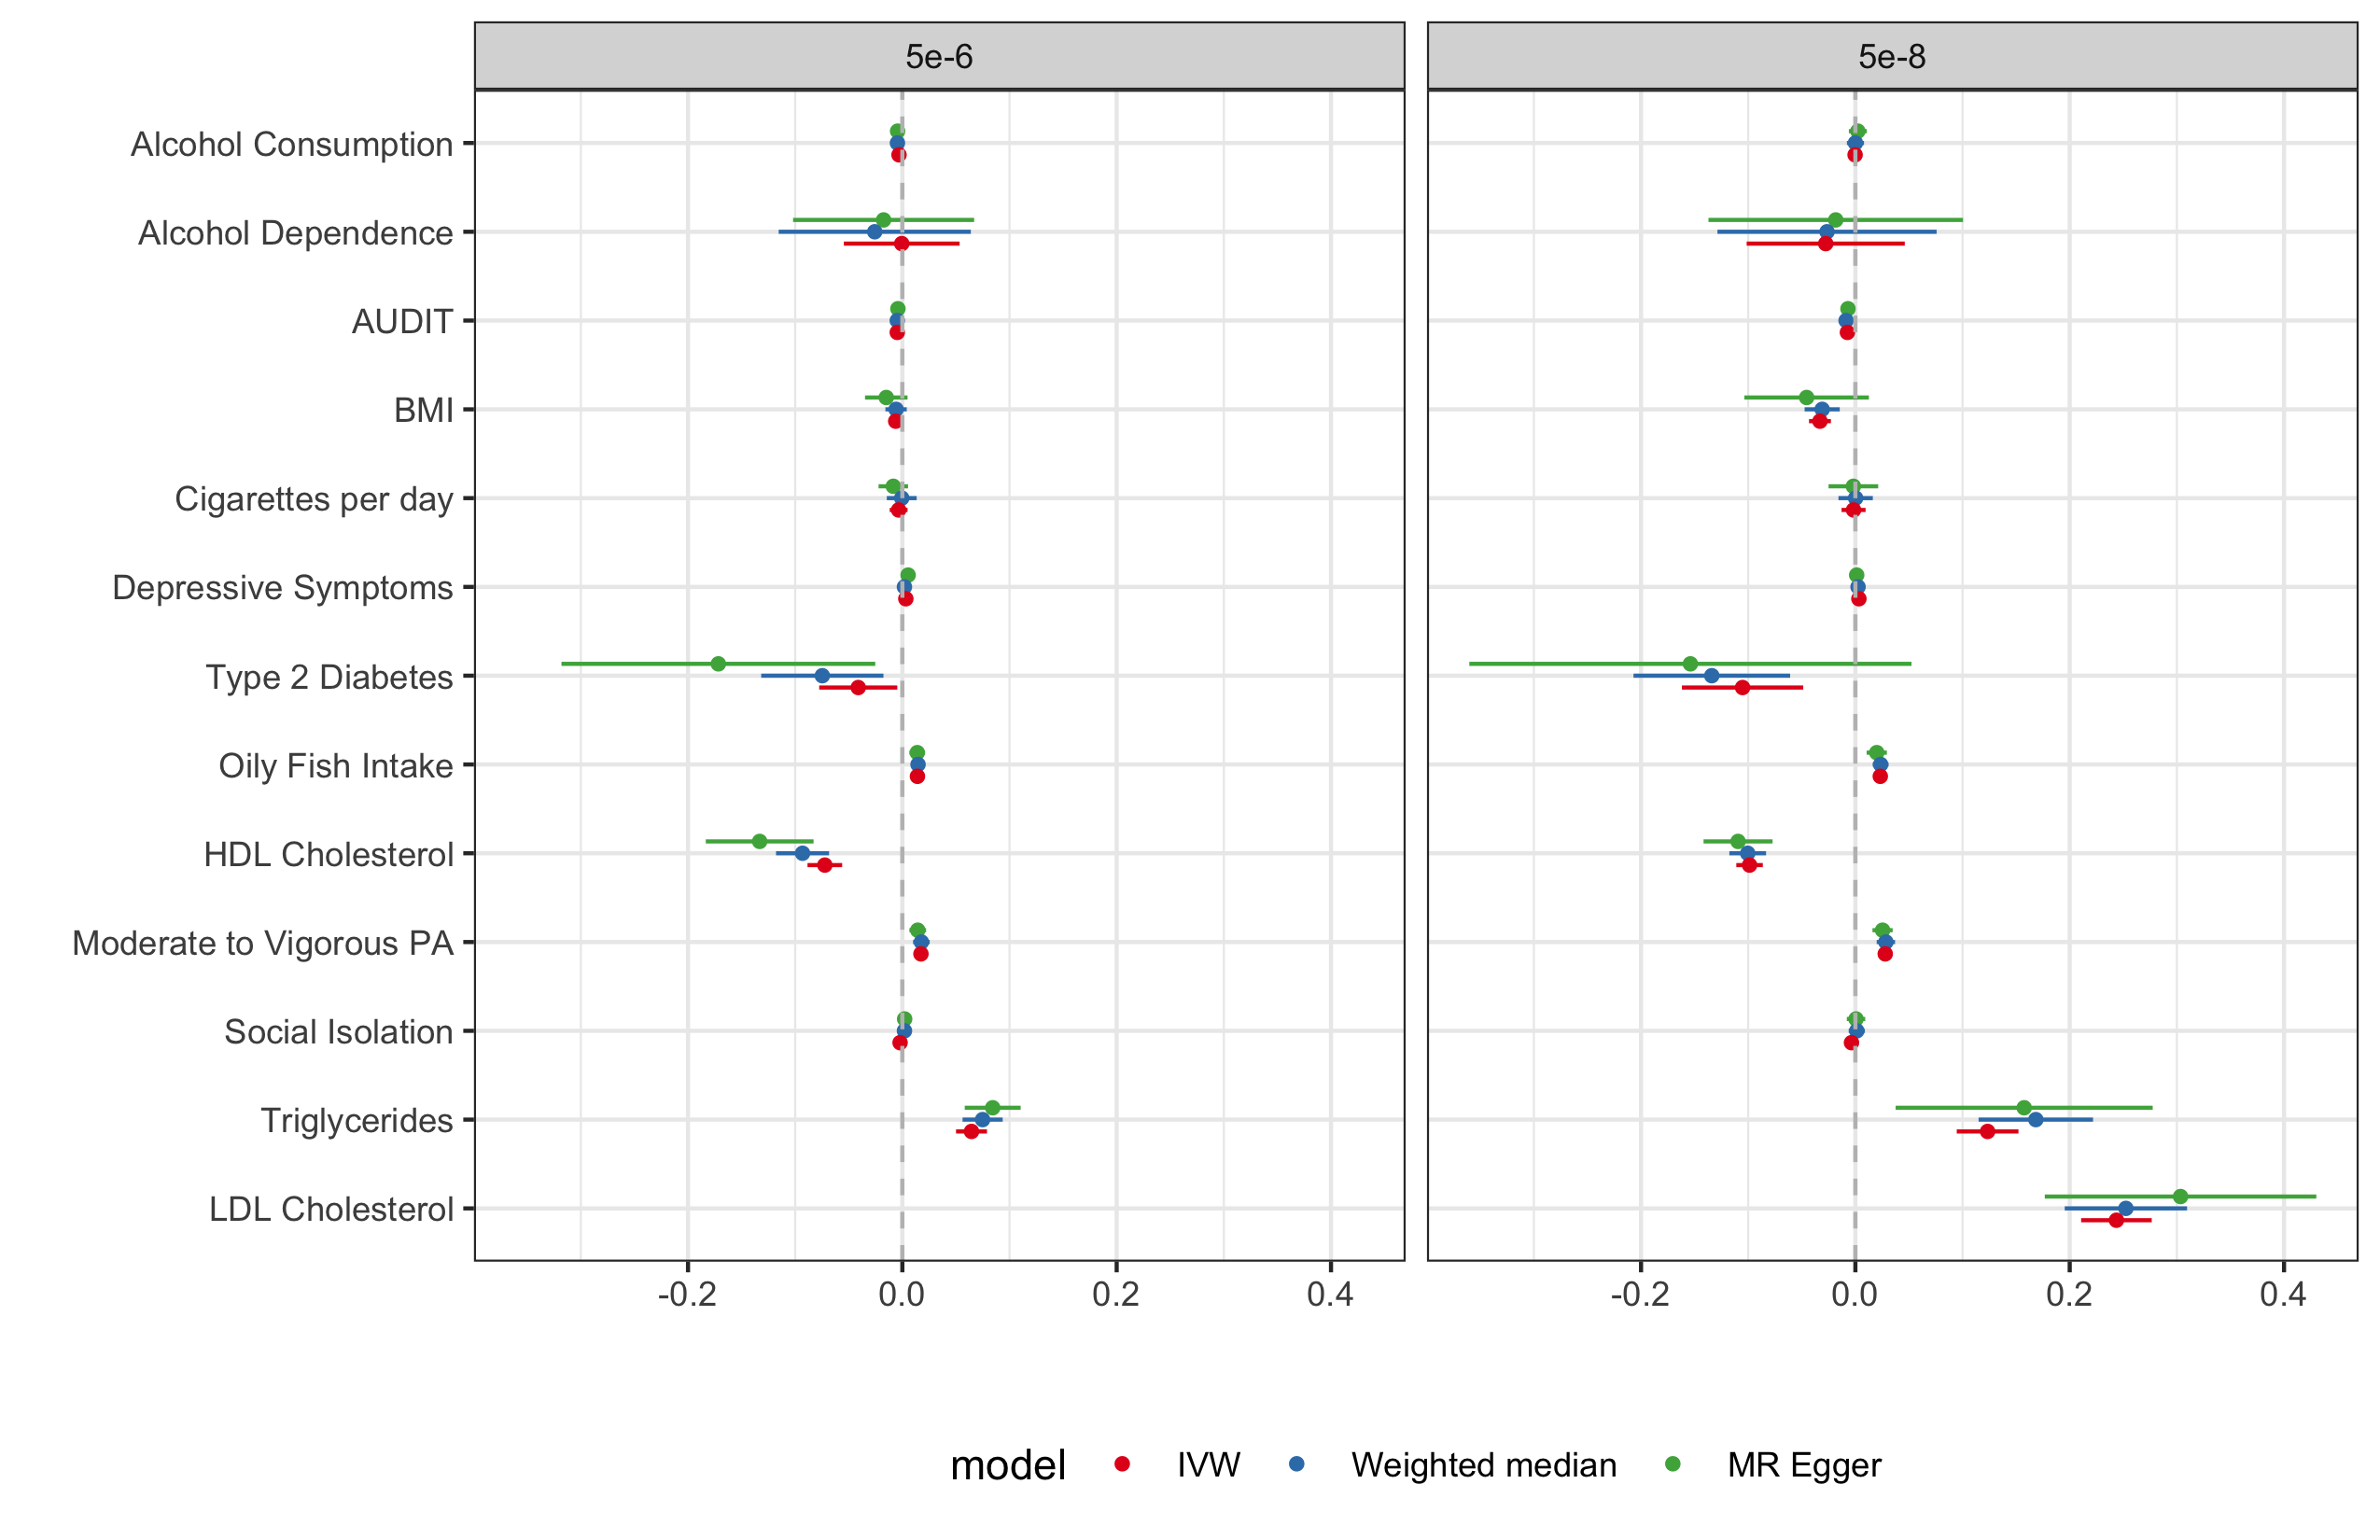 5e-6 5e-8
Alcohol Consumption
Alcohol Dependence
AUDIT
BMI
Cigarettes per day
Depressive Symptoms
Type 2 Diabetes
Oily Fish Intake
HDL Cholesterol
Moderate to Vigorous PA
Social Isolation
Triglycerides
LDL Cholesterol
-0.2 0.0 0.2 0.4 -0.2 0.0 0.2 0.4
model IVW Weighted median MR Egger